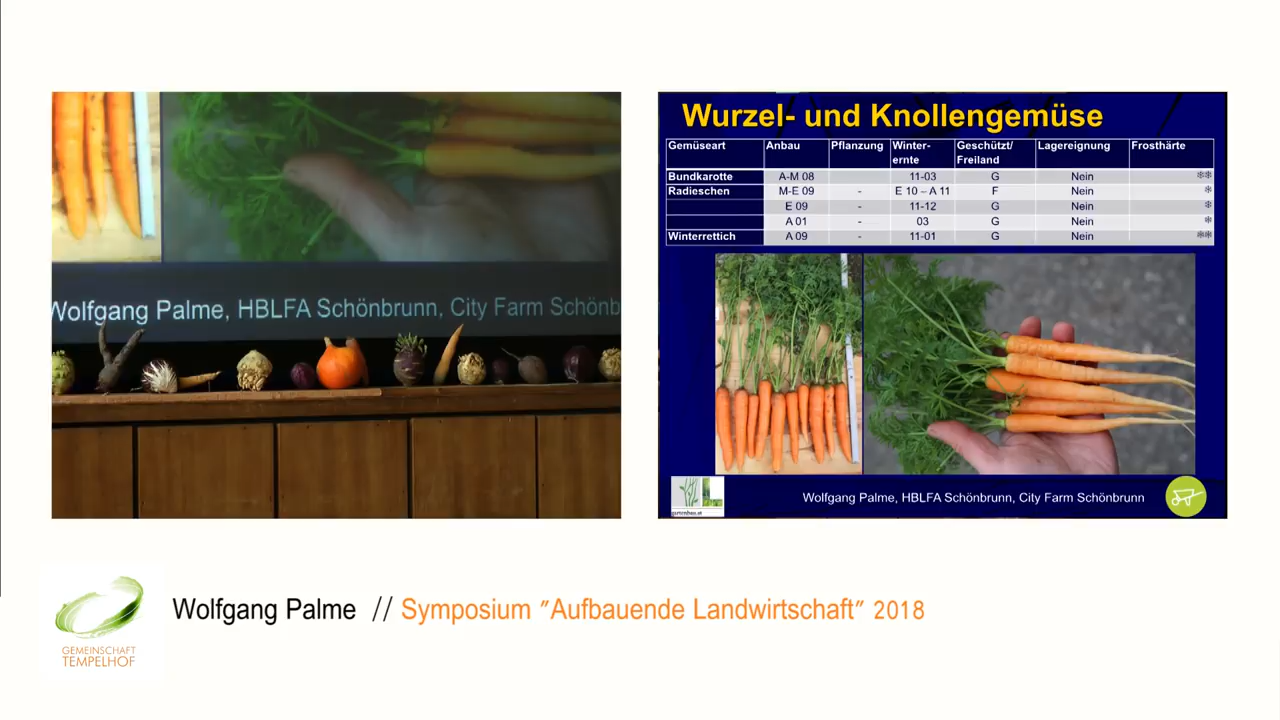 Wolfgang Palme, HBLFA Schönbrunn, City Farm Schönb
Wurzel- und Knollengemüse
Gemüseart Anbau Pflanzung Winter-ernte Geschützt/Freiland Lagereignung Frosthärte
Bundkarotte A-M 08 11-03 G Nein **
Radieschen M-E 09 - E 10 – A 11 F Nein *
E 09 - 11-12 G Nein *
A 01 - 03 G Nein *
Winterrettich A 09 - 11-01 G Nein **
gartenbau.at
Wolfgang Palme, HBLFA Schönbrunn, City Farm Schönbrunn
GEMEINSCHAFT
TEMPELHOF
Wolfgang Palme // Symposium "Aufbauende Landwirtschaft" 2018